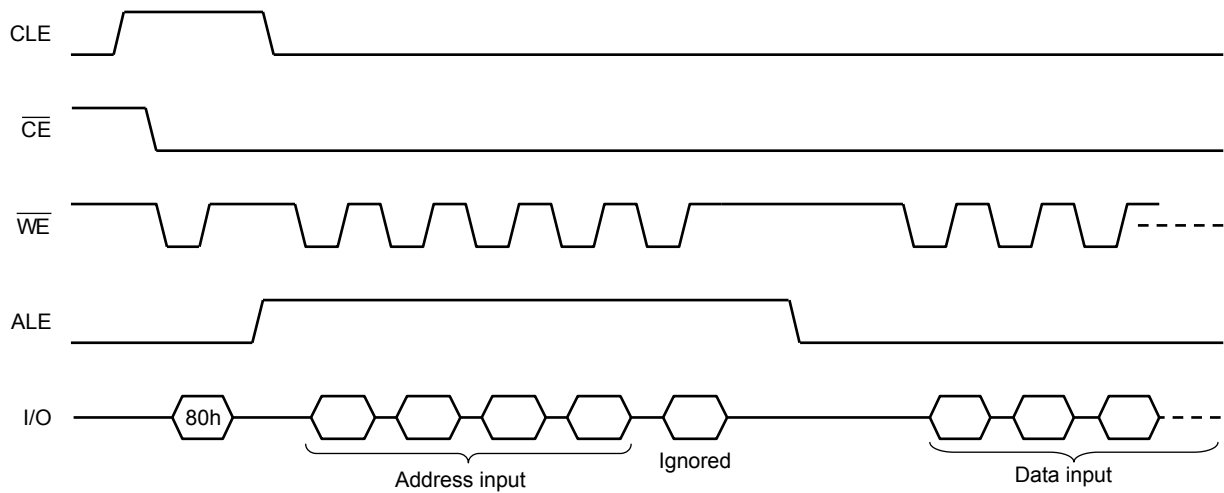 CLE
CE
WE
ALE
I/O
80h
Address input
Ignored
Data input